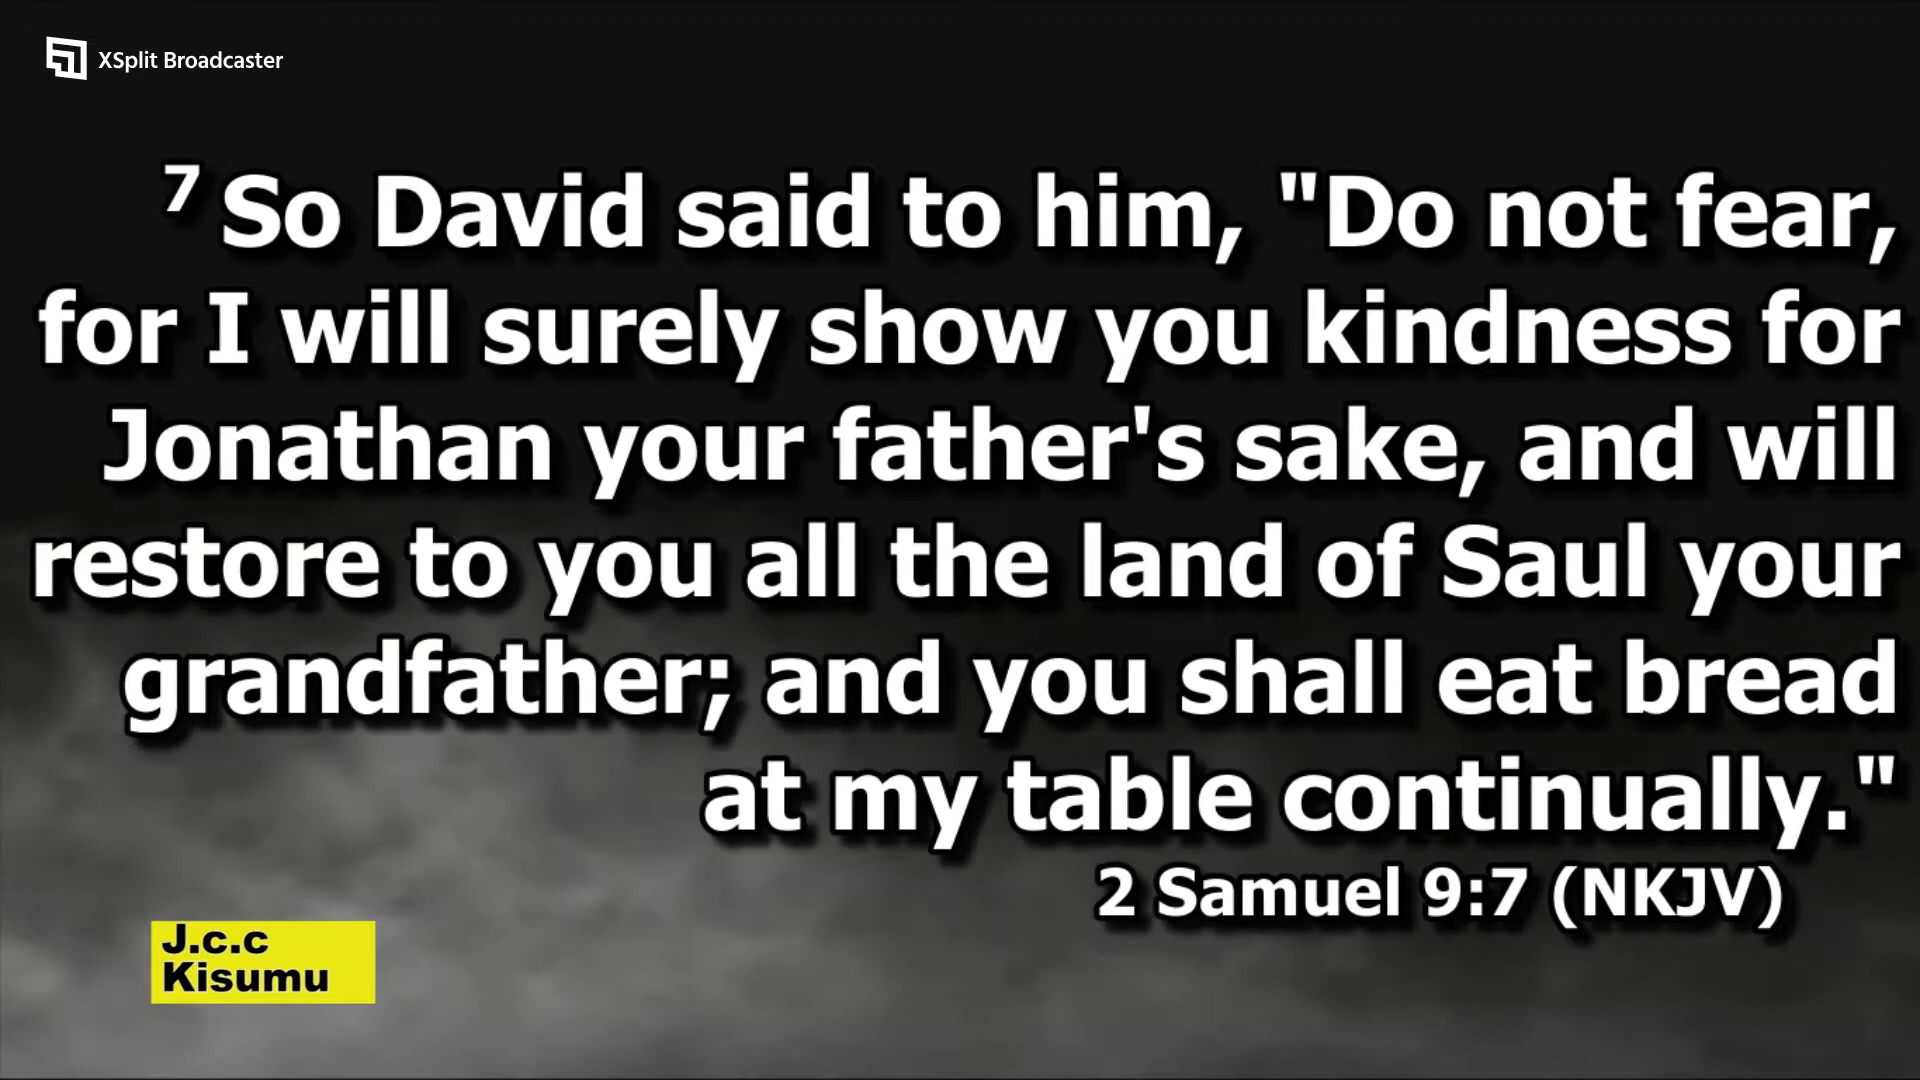 XSplit Broadcaster
7 So David said to him, "Do not fear,
for I will surely show you kindness for
Jonathan your father's sake, and will
restore to you all the land of Saul your
grandfather; and you shall eat bread
at my table continually."
2 Samuel 9:7 (NKJV)
J.c.c
Kisumu